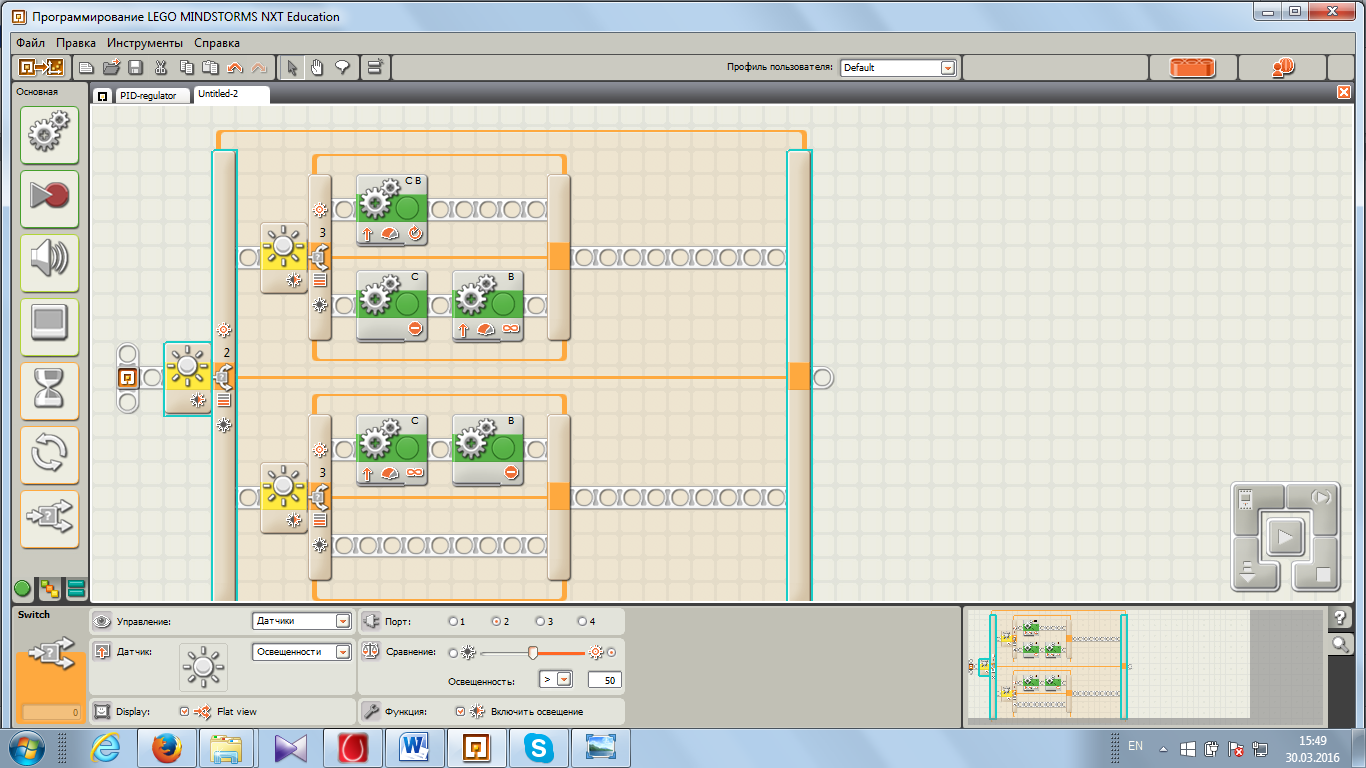 Программирование LEGO MINDSTORMS NXT Education
Файл Правка Инструменты Справка
Профиль пользователя: Default
Основная
PID-regulator Untitled-2
C B
3
C B
2
C B
3
Switch
0
Управление: Датчики
Датчик: Освещенности
Display: Flat view
Порт: 1 2 3 4
Сравнение:
Освещенность: > 50
Функция: Включить освещение
EN
15:49
30.03.2016